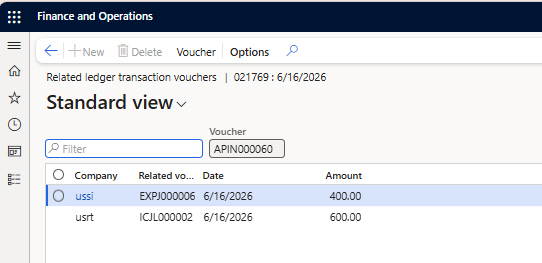 Finance and Operations
New Delete Voucher Options
Related ledger transaction vouchers | 021769 : 6/16/2026
Standard view
Voucher
Filter APIN000060
Company Related vo... Date Amount
ussi EXPJ000006 6/16/2026 400.00
usrt ICJL000002 6/16/2026 600.00